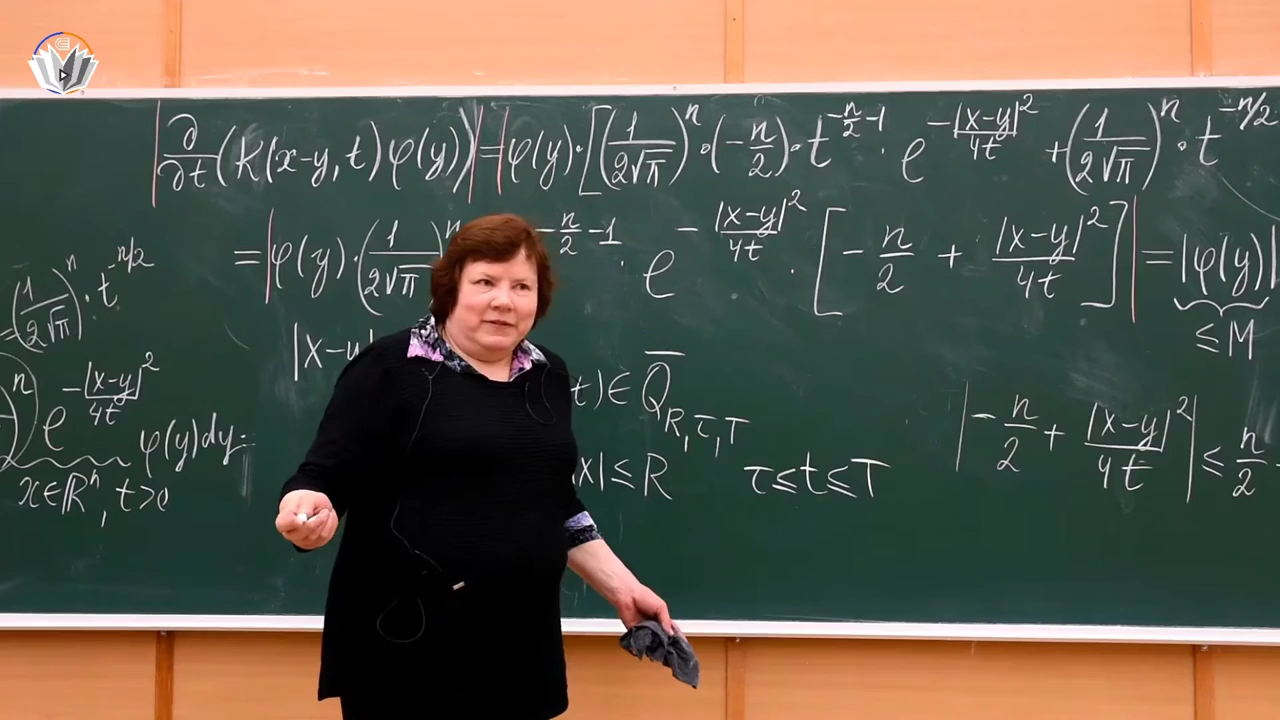 |∂/∂t (K(x-y, t) φ(y))| = |φ(y)·[(1/2√π)^n·(-n/2)·t^(-n/2-1)·e^(-|x-y|^2/4t) + (1/2√π)^n·t^(-n/2)
= |φ(y)·(1/2√π)^n -n/2-1·e^(-|x-y|^2/4t)·[-n/2 + |x-y|^2/4t]| = |φ(y)|
≤ M
=(1/2√π)^n·t^(-n/2)
|x-y|
t) ∈ Q̅_R,τ,T
n e^(-|x-y|^2/4t) φ(y)dy=
x∈ℝ^n, t>0
|x| ≤ R τ≤t≤T
|-n/2 + |x-y|^2/4t| ≤ n/2